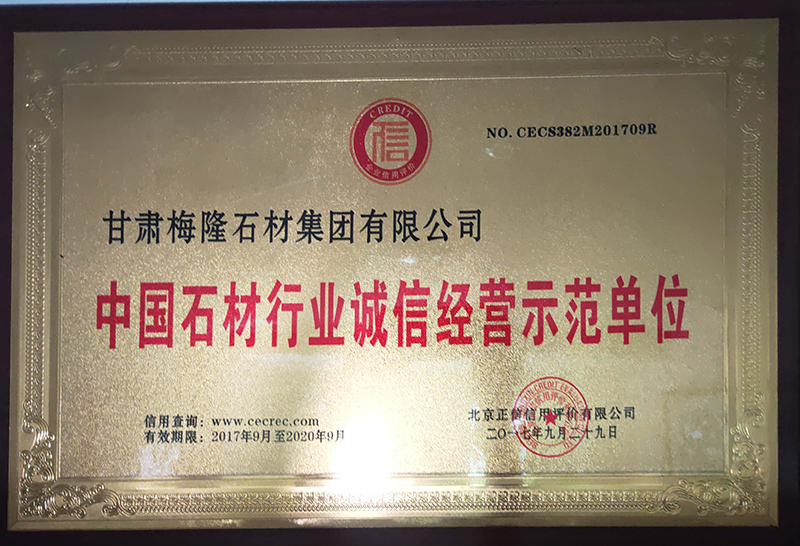 CREDIT
信
企业信用评价
NO. CECS382M201709R
甘肃梅隆石材集团有限公司
中国石材行业诚信经营示范单位
信用查询: www.cecrec.com
有效期限: 2017年9月至2020年9月
北京正信信用评价有限公司
二〇一七年九月二十九日